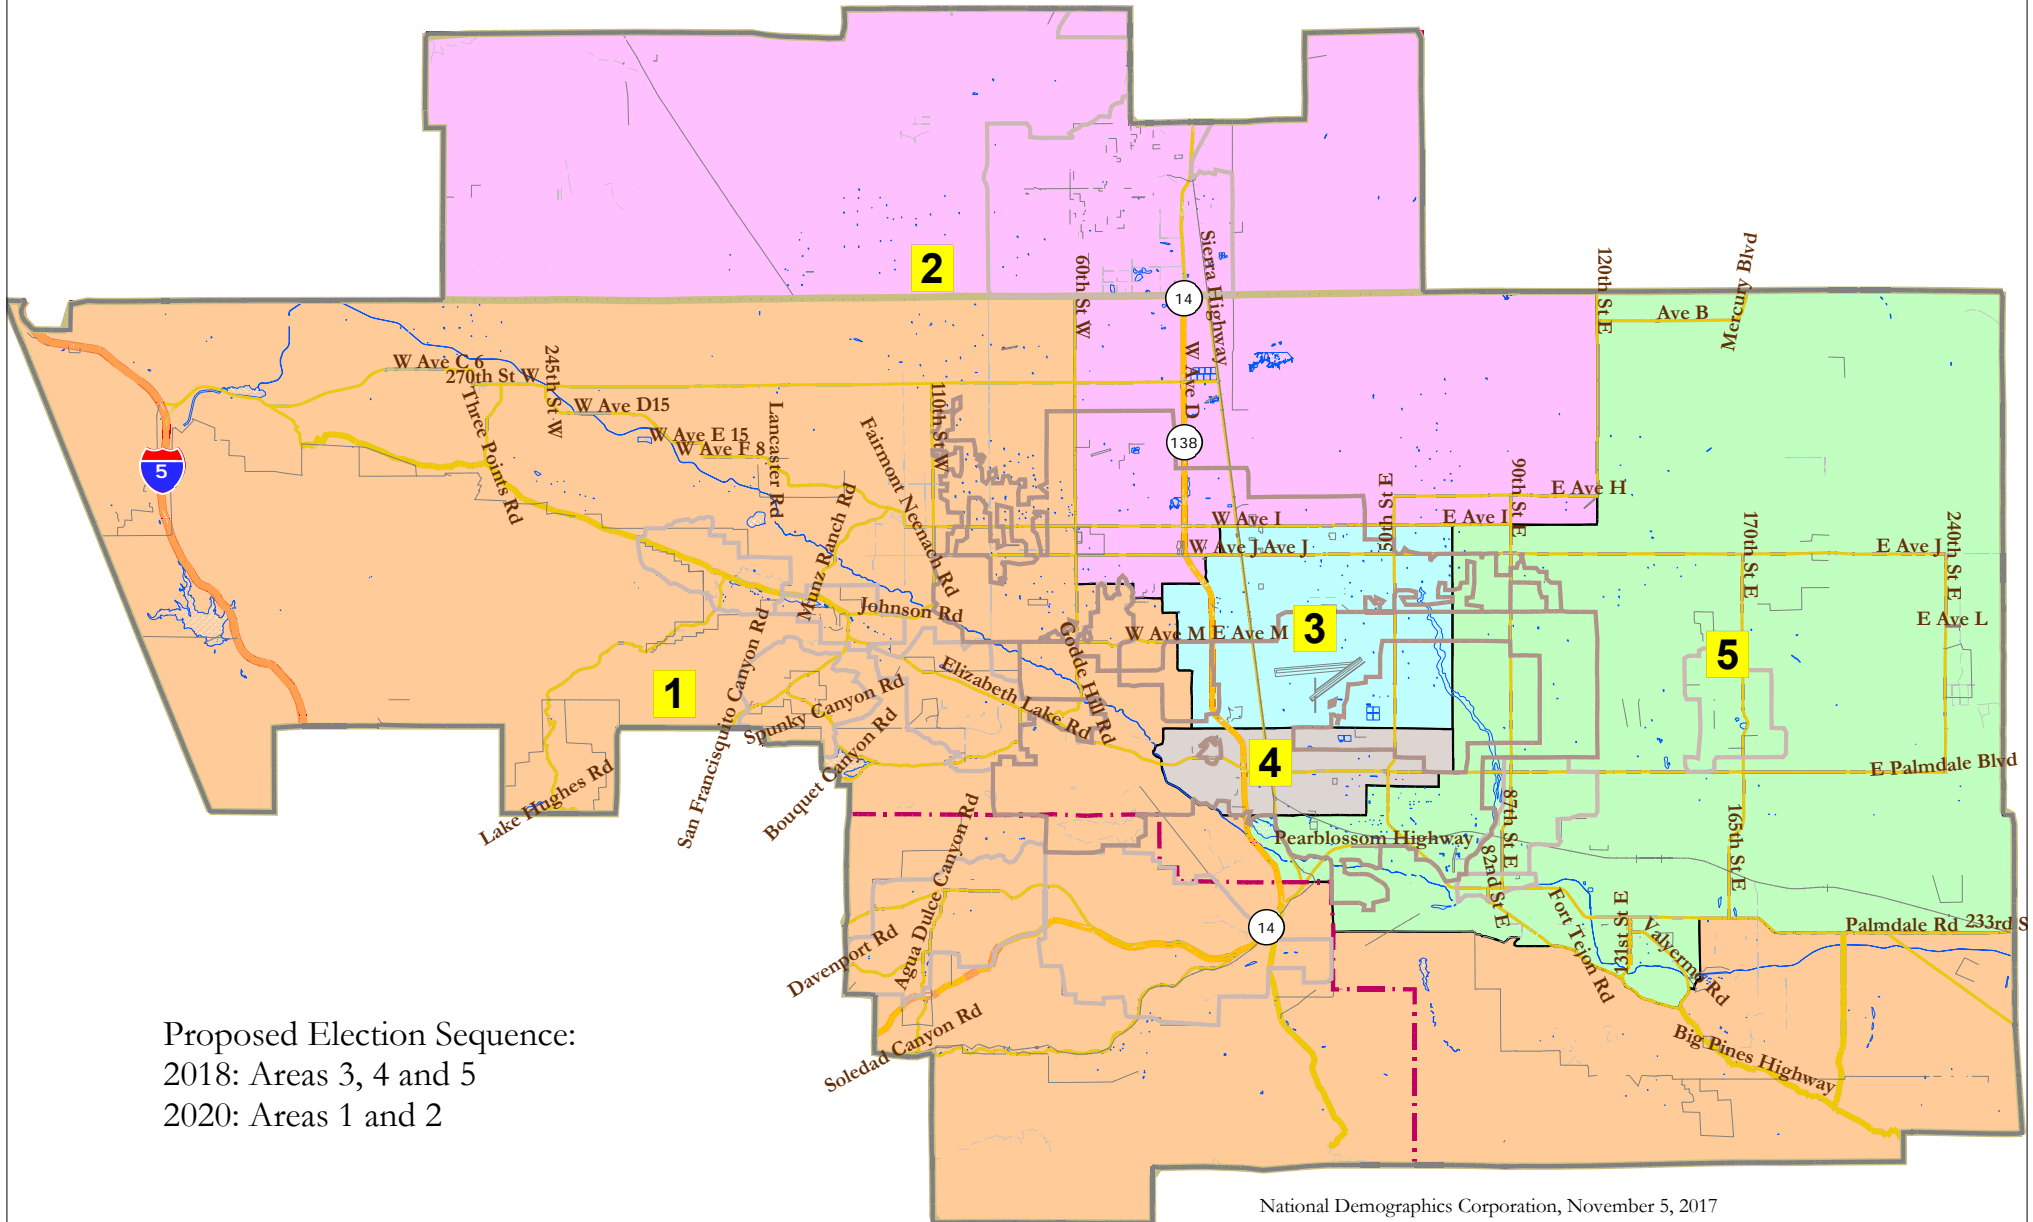 2
60th St W
14
Sierra Highway
120th St E
Ave B
Mercury Blvd
W Ave C 6
270th St W
245th St W
W Ave D15
W Ave E 15
W Ave F 8
Three Points Rd
Lancaster Rd
Fairmont Neenach Rd
110th St W
W Ave D
138
5
Munz Ranch Rd
50th St E
90th St E
E Ave H
W Ave I
E Ave I
W Ave J
Ave J
170th St E
E Ave J
240th St E
E Ave L
Johnson Rd
W Ave M
E Ave M
3
5
1
San Francisquito Canyon Rd
Spunky Canyon Rd
Elizabeth Lake Rd
Godde Hill Rd
Bouquet Canyon Rd
4
E Palmdale Blvd
Lake Hughes Rd
Pearblossom Highway
87th St E
82nd St E
165th St E
Agua Dulce Canyon Rd
Davenport Rd
14
Fort Tejon Rd
131st St E
Valyermo Rd
Palmdale Rd
233rd S
Soledad Canyon Rd
Big Pines Highway
Proposed Election Sequence:
2018: Areas 3, 4 and 5
2020: Areas 1 and 2
National Demographics Corporation, November 5, 2017